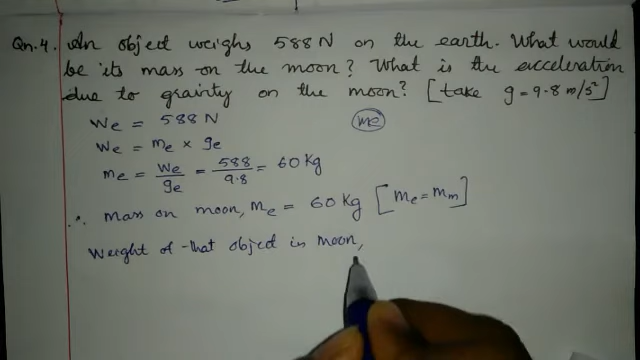 Qn.4. An object weighs 588 N on the earth. What would
be its mass on the moon? What is the acceleration
due to gravity on the moon? [take g = 9.8 m/s²]
We = 588 N
me
We = me × ge
me = We/ge = 588/9.8 = 60 Kg
∴ Mass on moon, me = 60 Kg [me = mm]
Weight of that object in moon,